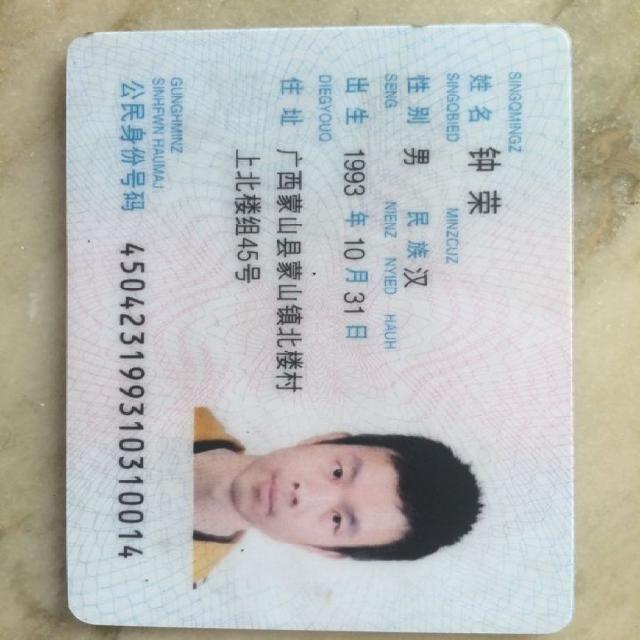 SINGQMINGZ
姓名 钟荣
SINGQBIED MINZCUZ
性别 男 民族 汉
SENG NIENZ NYIED HAUH
出生 1993 年 10 月 31 日
DIEGYOUQ
住址 广西蒙山县蒙山镇北楼村
上北楼组45号
GUNGHMINZ
SINHFWN HAUMAJ
公民身份号码 450423199310310014